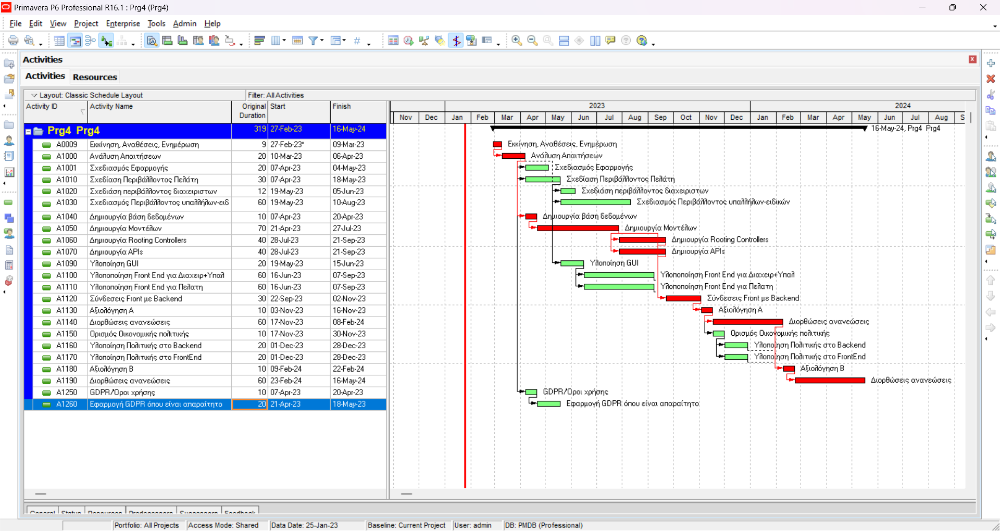 Primavera P6 Professional R16.1 : Prg4 (Prg4)
File Edit View Project Enterprise Tools Admin Help
Activities
Activities Resources
Layout: Classic Schedule Layout Filter: All Activities
Activity ID Activity Name Original Duration Start Finish
2023 2024
Nov Dec Jan Feb Mar Apr May Jun Jul Aug Sep Oct Nov Dec Jan Feb Mar Apr May Jun Jul Aug S
Prg4 Prg4 319 27-Feb-23 16-May-24 16-May-24, Prg4 Prg4
A0009 Εκκίνηση, Αναθέσεις, Ενημέρωση 9 27-Feb-23* 09-Mar-23 Εκκίνηση, Αναθέσεις, Ενημέρωση
A1000 Ανάλυση Απαιτήσεων 20 10-Mar-23 06-Apr-23 Ανάλυση Απαιτήσεων
A1001 Σχεδιασμός Εφαρμογής 20 07-Apr-23 04-May-23 Σχεδιασμός Εφαρμογής
A1010 Σχεδίαση Περιβάλλοντος Πελάτη 30 07-Apr-23 18-May-23 Σχεδίαση Περιβάλλοντος Πελάτη
A1020 Σχεδιάση περιβάλλοντος διαχειριστων 12 19-May-23 05-Jun-23 Σχεδιάση περιβάλλοντος διαχειριστων
A1030 Σχεδιασμός Περιβάλλοντος υπαλλήλων-ειδ 60 19-May-23 10-Aug-23 Σχεδιασμός Περιβάλλοντος υπαλλήλων-ειδικών
A1040 Δημιουργία βάση δεδομένων 10 07-Apr-23 20-Apr-23 Δημιουργία βάση δεδομένων
A1050 Δημιουργία Μοντέλων 70 21-Apr-23 27-Jul-23 Δημιουργία Μοντέλων
A1060 Δημιουργία Rooting Controllers 40 28-Jul-23 21-Sep-23 Δημιουργία Rooting Controllers
A1070 Δημιουργία APIs 40 28-Jul-23 21-Sep-23 Δημιουργία APIs
A1090 Υλοποίηση GUI 20 19-May-23 15-Jun-23 Υλοποίηση GUI
A1100 Υλοποποίηση Front End για Διαχειρ+Υπαλ 60 16-Jun-23 07-Sep-23 Υλοποποίηση Front End για Διαχειρ+Υπαλ
A1110 Υλοποποίηση Front End για Πελατη 60 16-Jun-23 07-Sep-23 Υλοποποίηση Front End για Πελατη
A1120 Σύνδεσεις Front με Backend 30 22-Sep-23 02-Nov-23 Σύνδεσεις Front με Backend
A1130 Αξιολόγηση Α 10 03-Nov-23 16-Nov-23 Αξιολόγηση Α
A1140 Διορθώσεις ανανεώσεις 60 17-Nov-23 08-Feb-24 Διορθώσεις ανανεώσεις
A1150 Ορισμός Οικονομικής πολιτικής 10 17-Nov-23 30-Nov-23 Ορισμός Οικονομικής πολιτικής
A1160 Υλοποίηση Πολιτικής στο Backend 20 01-Dec-23 28-Dec-23 Υλοποίηση Πολιτικής στο Backend
A1170 Υλοποίηση Πολιτικής στο FrontEnd 20 01-Dec-23 28-Dec-23 Υλοποίηση Πολιτικής στο FrontEnd
A1180 Αξιολόγηση Β 10 09-Feb-24 22-Feb-24 Αξιολόγηση Β
A1190 Διορθώσεις ανανεώσεις 60 23-Feb-24 16-May-24 Διορθώσεις ανανεώσεις
A1250 GDPR/Όροι χρήσης 10 07-Apr-23 20-Apr-23 GDPR/Όροι χρήσης
A1260 Εφαρμογή GDPR όπου είναι απαραίτητο 20 21-Apr-23 18-May-23 Εφαρμογή GDPR όπου είναι απαραίτητο
General Status Resources Predecessors Successors Feedback
Portfolio: All Projects Access Mode: Shared Data Date: 25-Jan-23 Baseline: Current Project User: admin DB: PMDB (Professional)